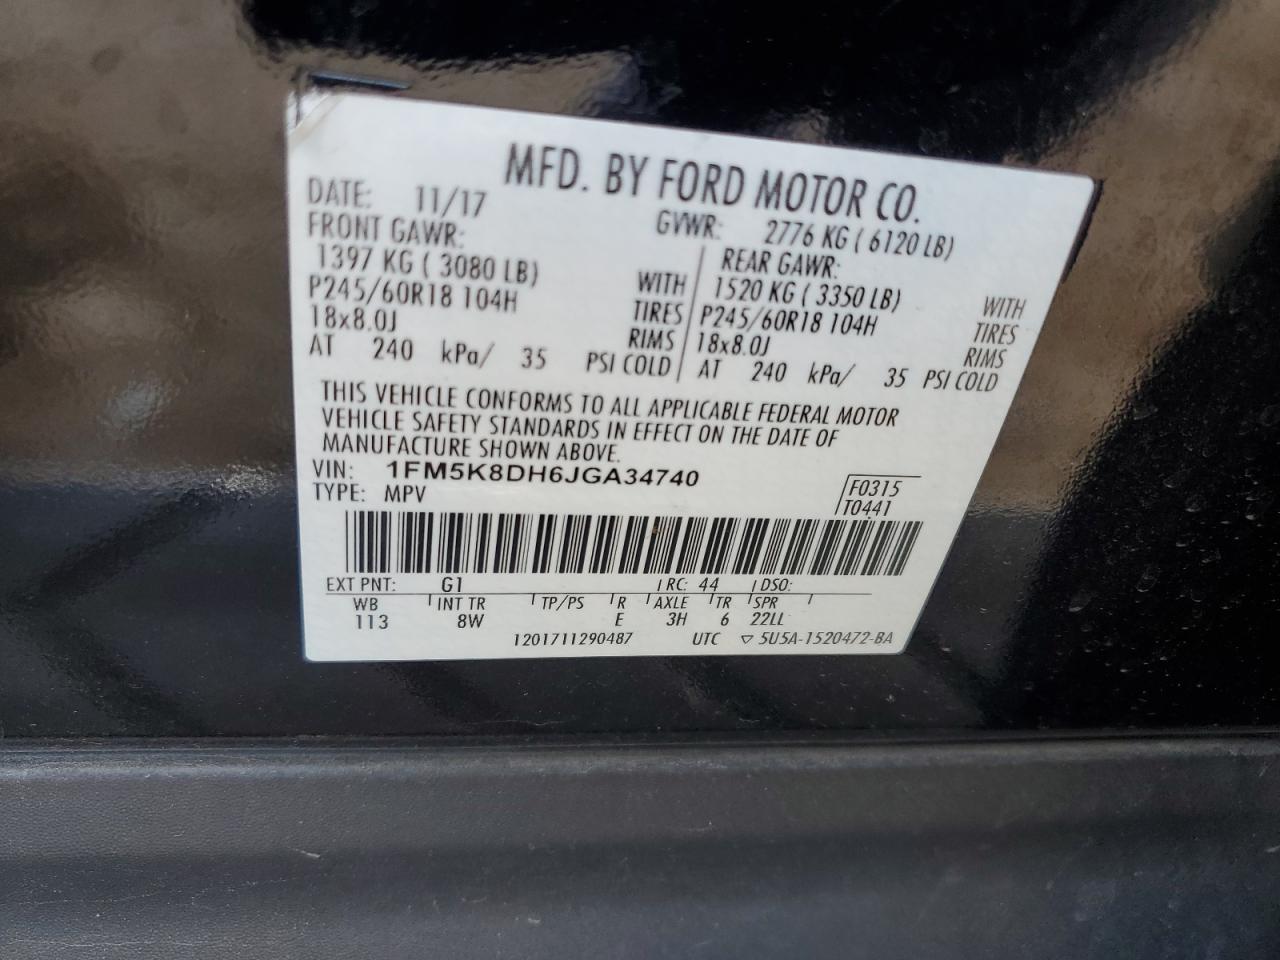 MFD. BY FORD MOTOR CO.
DATE: 11/17 GVWR: 2776 KG ( 6120 LB)
FRONT GAWR: REAR GAWR:
1397 KG ( 3080 LB) WITH 1520 KG ( 3350 LB) WITH
P245/60R18 104H TIRES P245/60R18 104H TIRES
18x8.0J RIMS 18x8.0J RIMS
AT 240 kPa/ 35 PSI COLD AT 240 kPa/ 35 PSI COLD
THIS VEHICLE CONFORMS TO ALL APPLICABLE FEDERAL MOTOR
VEHICLE SAFETY STANDARDS IN EFFECT ON THE DATE OF
MANUFACTURE SHOWN ABOVE.
VIN: 1FM5K8DH6JGA34740
TYPE: MPV
F0315
T0441
EXT PNT: G1 RC: 44 DSO:
WB INT TR TP/PS R AXLE TR SPR
113 8W E 3H 6 22LL
1201711290487 UTC ▽ 5U5A-1520472-BA